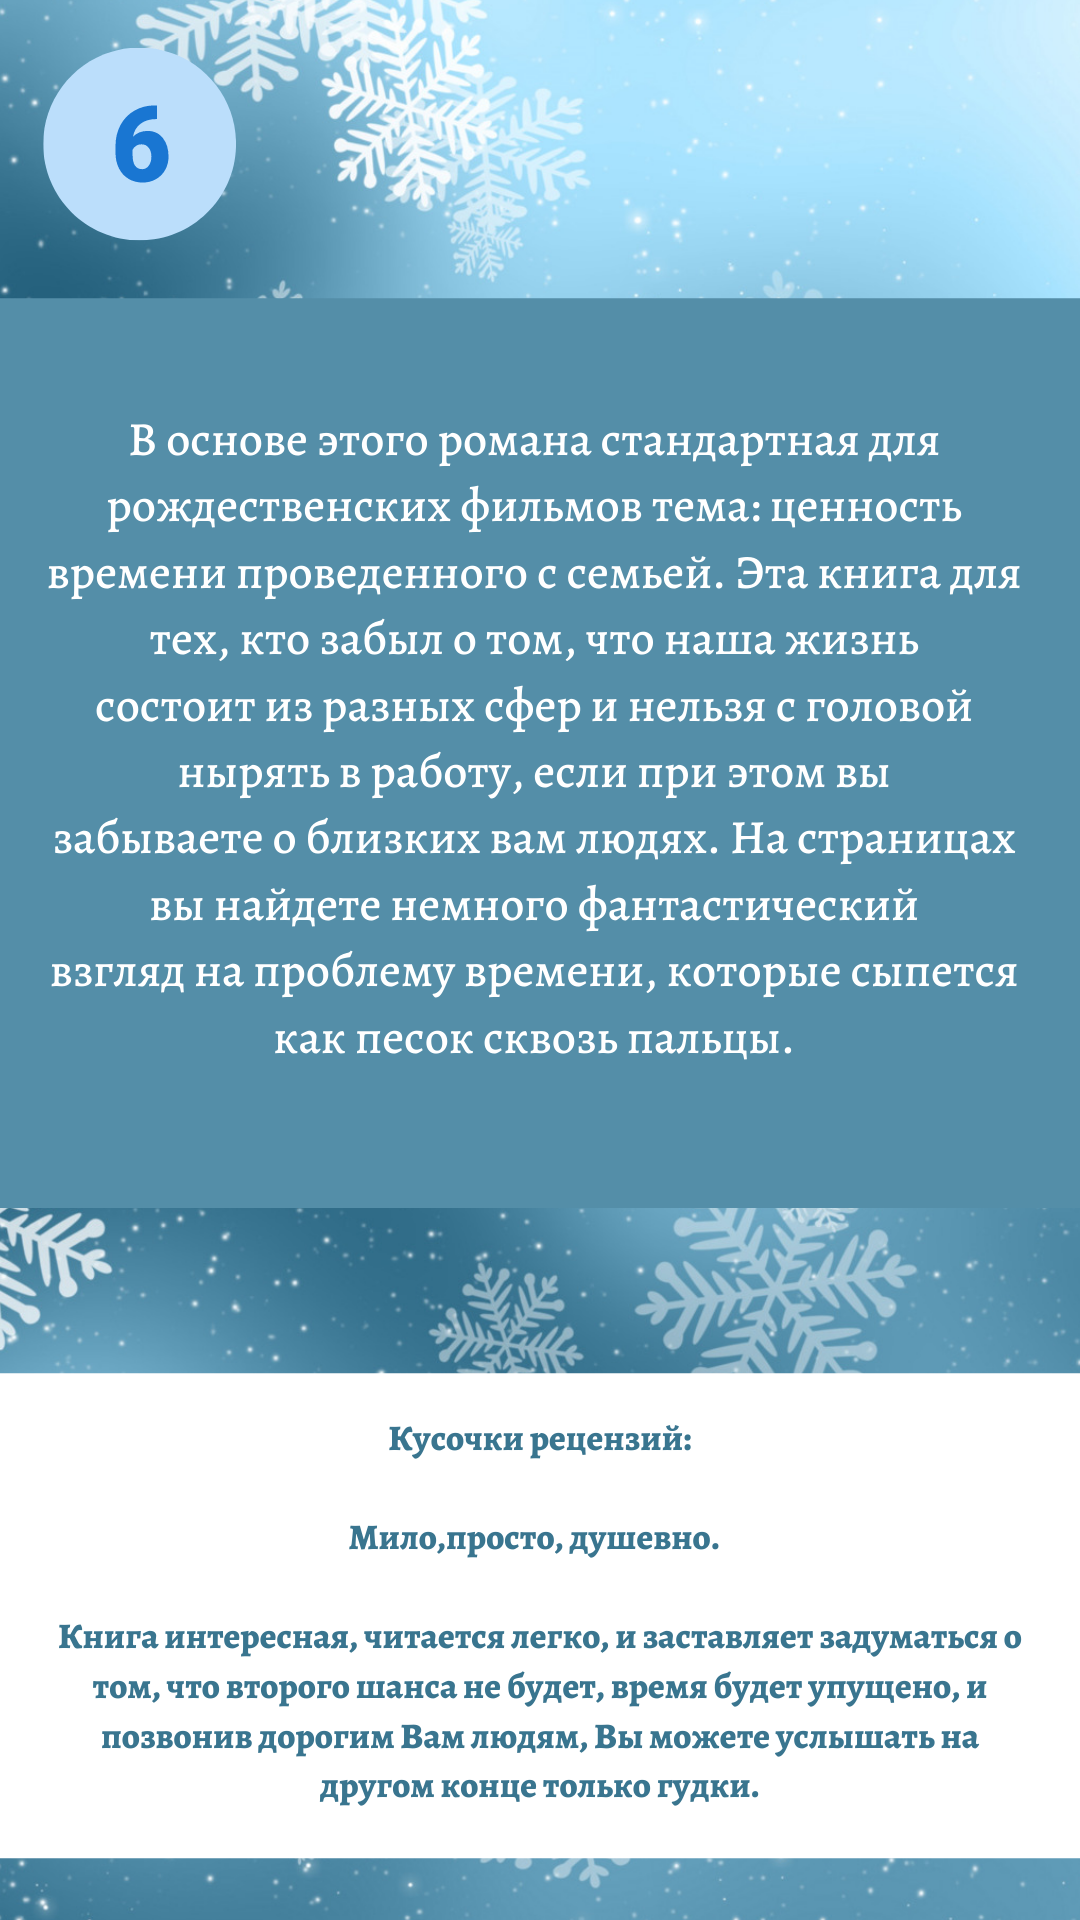 6
В основе этого романа стандартная для
рождественских фильмов тема: ценность
времени проведенного с семьей. Эта книга для
тех, кто забыл о том, что наша жизнь
состоит из разных сфер и нельзя с головой
нырять в работу, если при этом вы
забываете о близких вам людях. На страницах
вы найдете немного фантастический
взгляд на проблему времени, которые сыпется
как песок сквозь пальцы.
Кусочки рецензий:
Мило,просто, душевно.
Книга интересная, читается легко, и заставляет задуматься о
том, что второго шанса не будет, время будет упущено, и
позвонив дорогим Вам людям, Вы можете услышать на
другом конце только гудки.